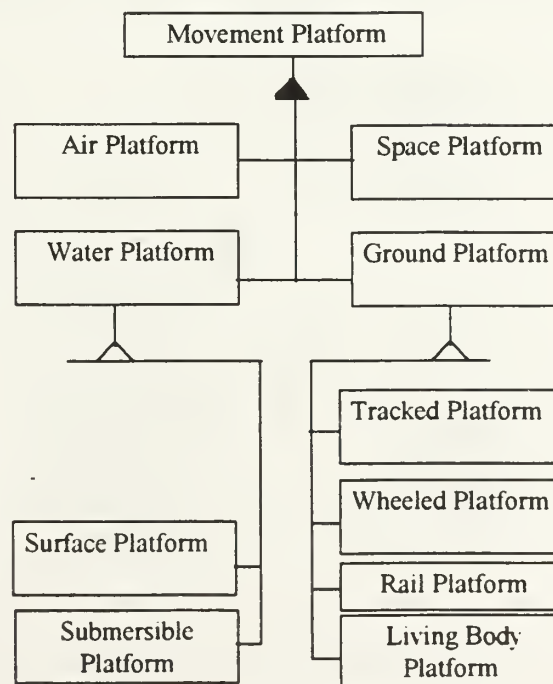 Movement Platform
Air Platform
Space Platform
Water Platform
Ground Platform
Tracked Platform
Wheeled Platform
Surface Platform
Rail Platform
Submersible
Platform
Living Body
Platform